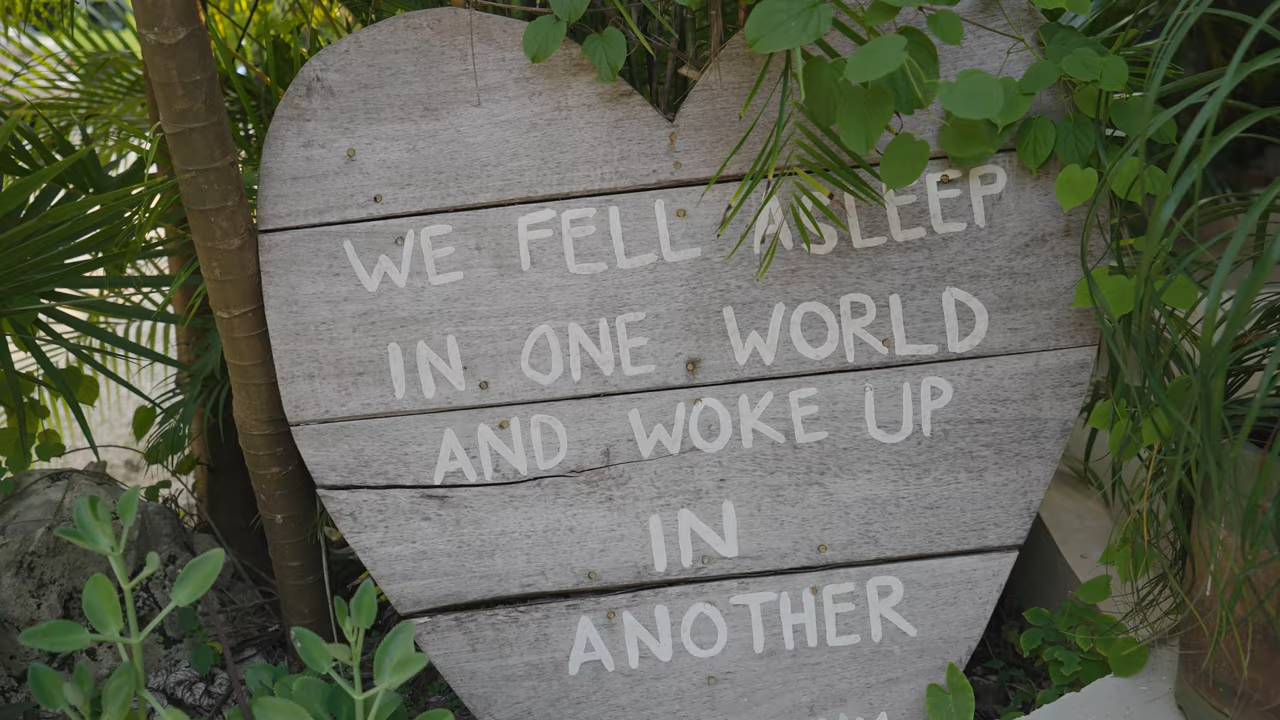 WE FELL ASLEEP
IN ONE WORLD
AND WOKE UP
IN
ANOTHER